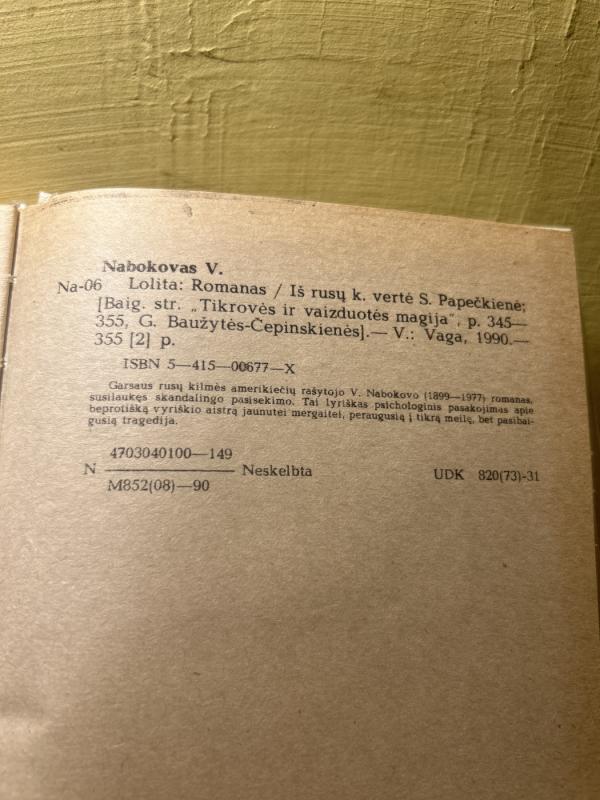 Nabokovas V.
Na-06 Lolita: Romanas / Iš rusų k. vertė S. Papečkienė;
[Baig. str. „Tikrovės ir vaizduotės magija“, p. 345—
355, G. Baužytės-Čepinskienės].— V.: Vaga, 1990.—
355 [2] p.
ISBN 5—415—00677—X
Garsaus rusų kilmės amerikiečių rašytojo V. Nabokovo (1899—1977) romanas,
susilaukęs skandalingo pasisekimo. Tai lyriškas psichologinis pasakojimas apie
beprotišką vyriškio aistrą jaunutei mergaitei, peraugusią į tikrą meilę, bet pasibai-
gusią tragedija.
4703040100—149
N Neskelbta
M852(08)—90
UDK 820(73)-31